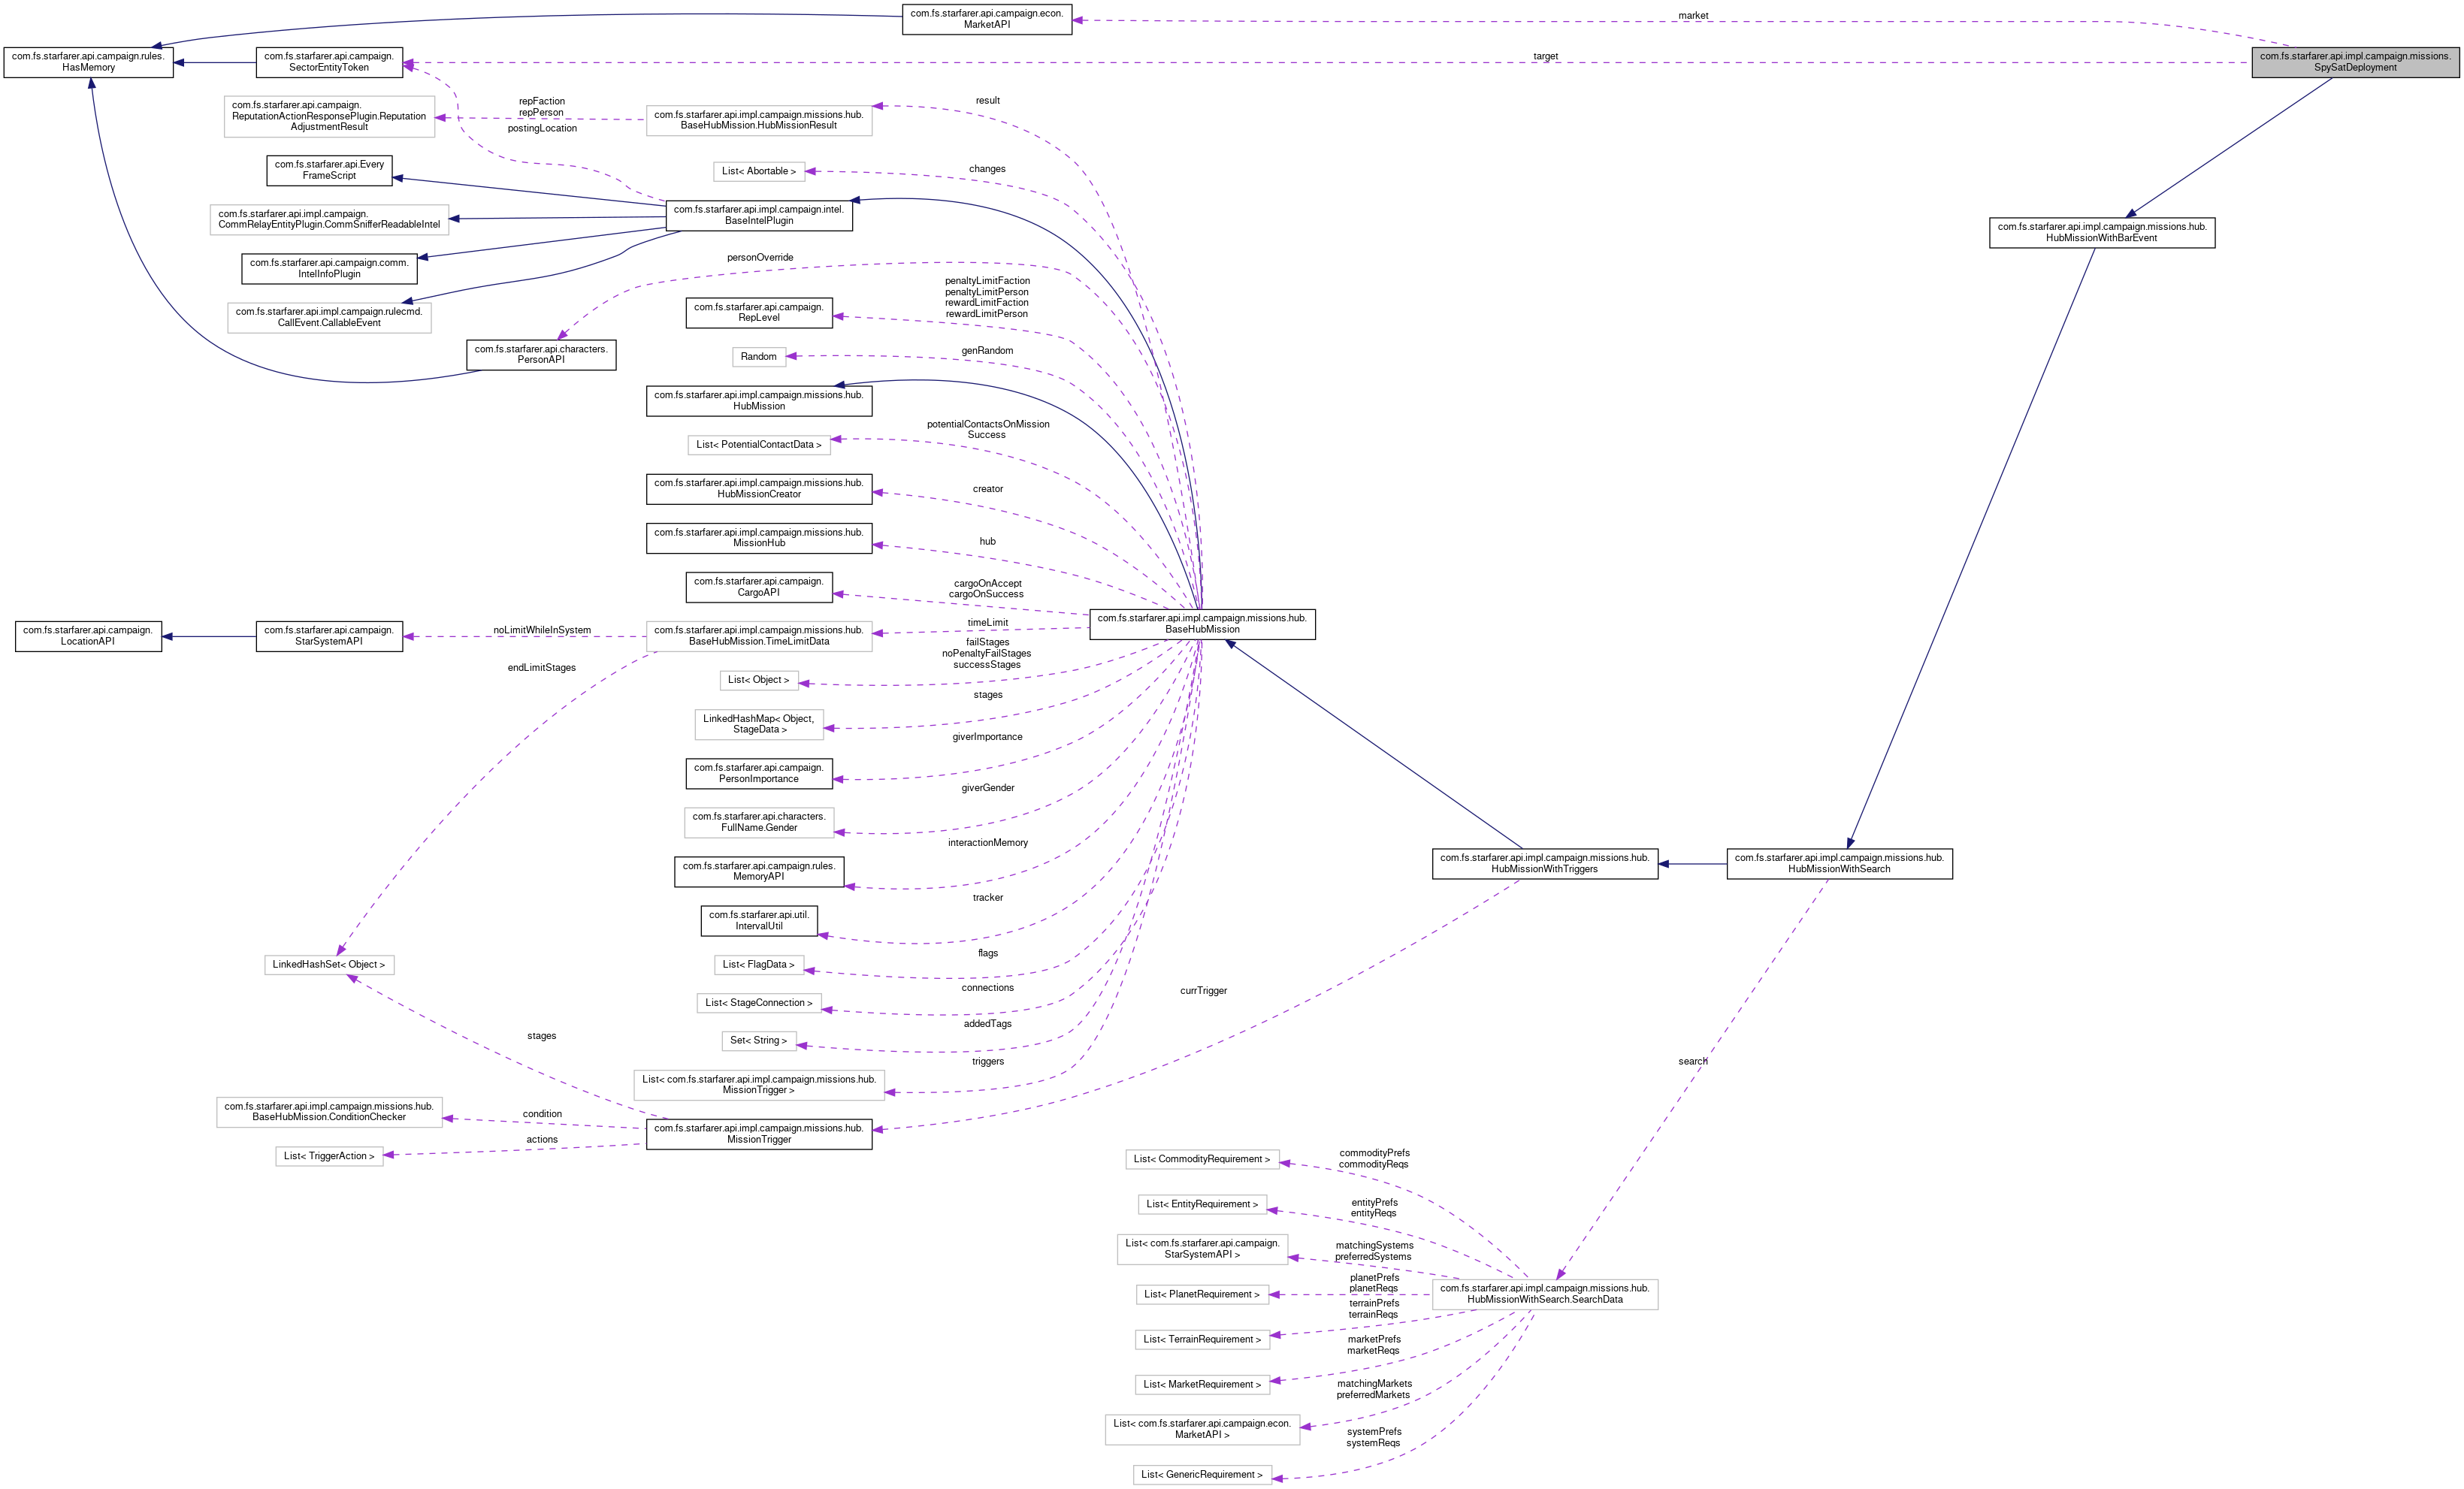 com.fs.starfarer.api.campaign.econ.
MarketAPI
market
com.fs.starfarer.api.campaign.rules.
HasMemory
com.fs.starfarer.api.campaign.
SectorEntityToken
target
com.fs.starfarer.api.impl.campaign.missions.
SpySatDeployment
com.fs.starfarer.api.campaign.
ReputationActionResponsePlugin.Reputation
AdjustmentResult
repFaction
repPerson
postingLocation
com.fs.starfarer.api.impl.campaign.missions.hub.
BaseHubMission.HubMissionResult
result
com.fs.starfarer.api.Every
FrameScript
List< Abortable >
changes
com.fs.starfarer.api.impl.campaign.
CommRelayEntityPlugin.CommSnifferReadableIntel
com.fs.starfarer.api.impl.campaign.intel.
BaseIntelPlugin
com.fs.starfarer.api.impl.campaign.missions.hub.
HubMissionWithBarEvent
com.fs.starfarer.api.campaign.comm.
IntelInfoPlugin
personOverride
com.fs.starfarer.api.impl.campaign.rulecmd.
CallEvent.CallableEvent
com.fs.starfarer.api.campaign.
RepLevel
penaltyLimitFaction
penaltyLimitPerson
rewardLimitFaction
rewardLimitPerson
com.fs.starfarer.api.characters.
PersonAPI
Random
genRandom
com.fs.starfarer.api.impl.campaign.missions.hub.
HubMission
List< PotentialContactData >
potentialContactsOnMission
Success
com.fs.starfarer.api.impl.campaign.missions.hub.
HubMissionCreator
creator
com.fs.starfarer.api.impl.campaign.missions.hub.
MissionHub
hub
com.fs.starfarer.api.campaign.
CargoAPI
cargoOnAccept
cargoOnSuccess
com.fs.starfarer.api.impl.campaign.missions.hub.
BaseHubMission
com.fs.starfarer.api.campaign.
LocationAPI
com.fs.starfarer.api.campaign.
StarSystemAPI
noLimitWhileInSystem
com.fs.starfarer.api.impl.campaign.missions.hub.
BaseHubMission.TimeLimitData
timeLimit
endLimitStages
List< Object >
failStages
noPenaltyFailStages
successStages
LinkedHashMap< Object,
StageData >
stages
com.fs.starfarer.api.campaign.
PersonImportance
giverImportance
com.fs.starfarer.api.characters.
FullName.Gender
giverGender
com.fs.starfarer.api.campaign.rules.
MemoryAPI
interactionMemory
com.fs.starfarer.api.impl.campaign.missions.hub.
HubMissionWithTriggers
com.fs.starfarer.api.impl.campaign.missions.hub.
HubMissionWithSearch
com.fs.starfarer.api.util.
IntervalUtil
tracker
LinkedHashSet< Object >
List< FlagData >
flags
List< StageConnection >
connections
currTrigger
Set< String >
addedTags
stages
List< com.fs.starfarer.api.impl.campaign.missions.hub.
MissionTrigger >
triggers
search
com.fs.starfarer.api.impl.campaign.missions.hub.
BaseHubMission.ConditionChecker
condition
com.fs.starfarer.api.impl.campaign.missions.hub.
MissionTrigger
List< TriggerAction >
actions
List< CommodityRequirement >
commodityPrefs
commodityReqs
List< EntityRequirement >
entityPrefs
entityReqs
List< com.fs.starfarer.api.campaign.
StarSystemAPI >
matchingSystems
preferredSystems
List< PlanetRequirement >
planetPrefs
planetReqs
com.fs.starfarer.api.impl.campaign.missions.hub.
HubMissionWithSearch.SearchData
List< TerrainRequirement >
terrainPrefs
terrainReqs
List< MarketRequirement >
marketPrefs
marketReqs
List< com.fs.starfarer.api.campaign.econ.
MarketAPI >
matchingMarkets
preferredMarkets
List< GenericRequirement >
systemPrefs
systemReqs